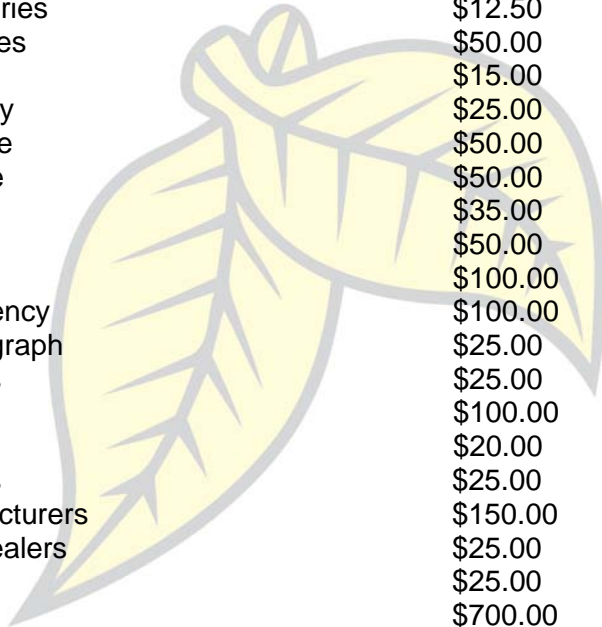 ries $12.50
es $50.00
$15.00
y $25.00
e $50.00
e $50.00
$35.00
$50.00
$100.00
ency $100.00
graph $25.00
$25.00
$100.00
$20.00
$25.00
cturers $150.00
ealers $25.00
$25.00
$700.00